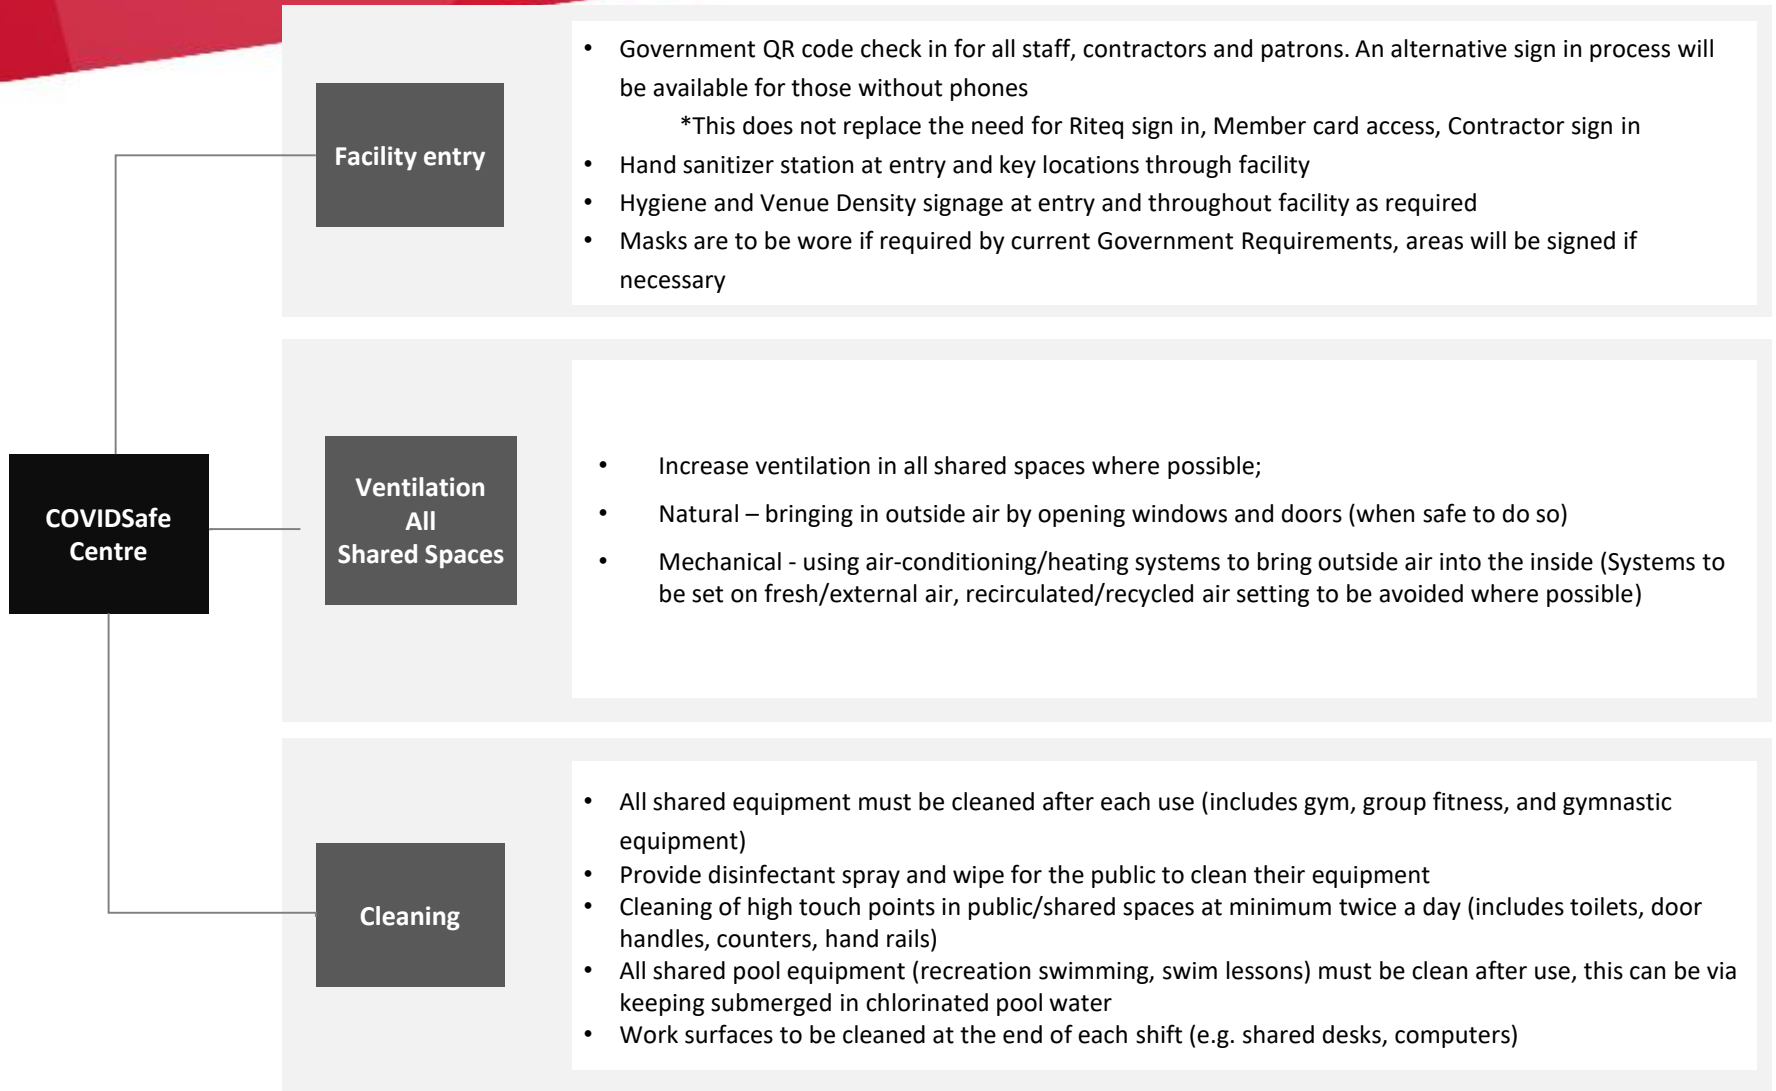 • Government QR code check in for all staff, contractors and patrons. An alternative sign in process will
be available for those without phones
*This does not replace the need for Riteq sign in, Member card access, Contractor sign in
Facility entry
• Hand sanitizer station at entry and key locations through facility
• Hygiene and Venue Density signage at entry and throughout facility as required
• Masks are to be wore if required by current Government Requirements, areas will be signed if
necessary
COVIDSafe
Centre
Ventilation
All
Shared Spaces
• Increase ventilation in all shared spaces where possible;
• Natural – bringing in outside air by opening windows and doors (when safe to do so)
• Mechanical - using air-conditioning/heating systems to bring outside air into the inside (Systems to
be set on fresh/external air, recirculated/recycled air setting to be avoided where possible)
Cleaning
• All shared equipment must be cleaned after each use (includes gym, group fitness, and gymnastic
equipment)
• Provide disinfectant spray and wipe for the public to clean their equipment
• Cleaning of high touch points in public/shared spaces at minimum twice a day (includes toilets, door
handles, counters, hand rails)
• All shared pool equipment (recreation swimming, swim lessons) must be clean after use, this can be via
keeping submerged in chlorinated pool water
• Work surfaces to be cleaned at the end of each shift (e.g. shared desks, computers)